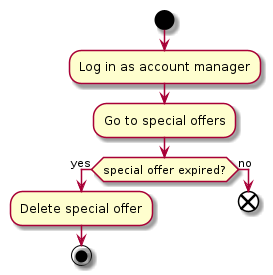 Log in as account manager
Go to special offers
yes
special offer expired?
no
Delete special offer